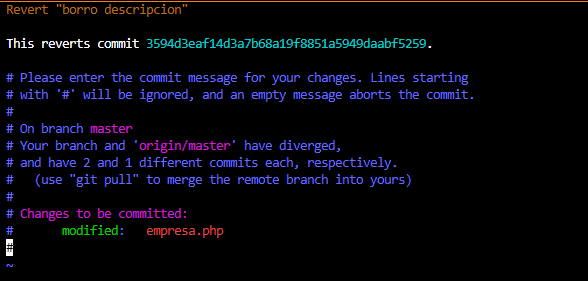 Revert "borro descripcion"
This reverts commit 3594d3eaf14d3a7b68a19f8851a5949daabf5259.
# Please enter the commit message for your changes. Lines starting
# with '#' will be ignored, and an empty message aborts the commit.
#
# On branch master
# Your branch and 'origin/master' have diverged,
# and have 2 and 1 different commits each, respectively.
#   (use "git pull" to merge the remote branch into yours)
#
# Changes to be committed:
#       modified:   empresa.php
#
~